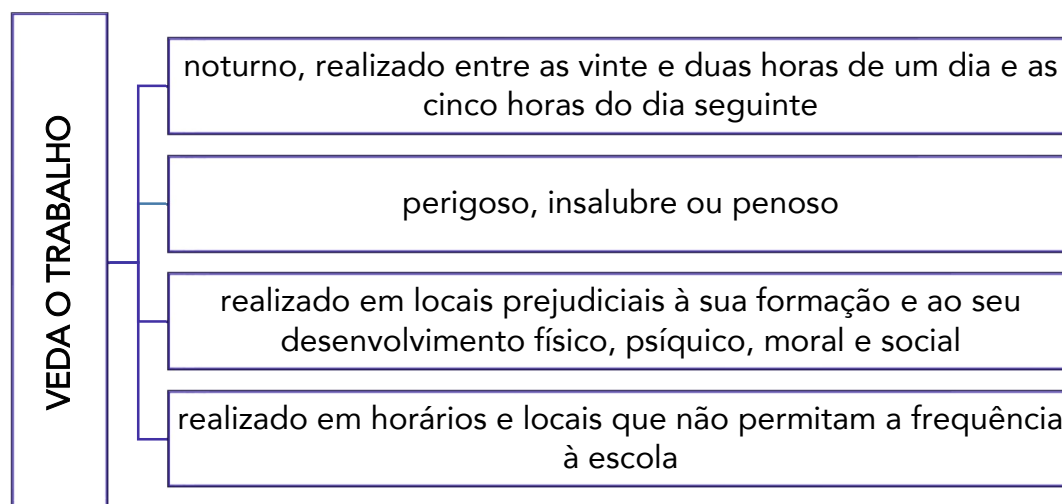 VEDA O TRABALHO
noturno, realizado entre as vinte e duas horas de um dia e as
cinco horas do dia seguinte
perigoso, insalubre ou penoso
realizado em locais prejudiciais à sua formação e ao seu
desenvolvimento físico, psíquico, moral e social
realizado em horários e locais que não permitam a frequência
à escola